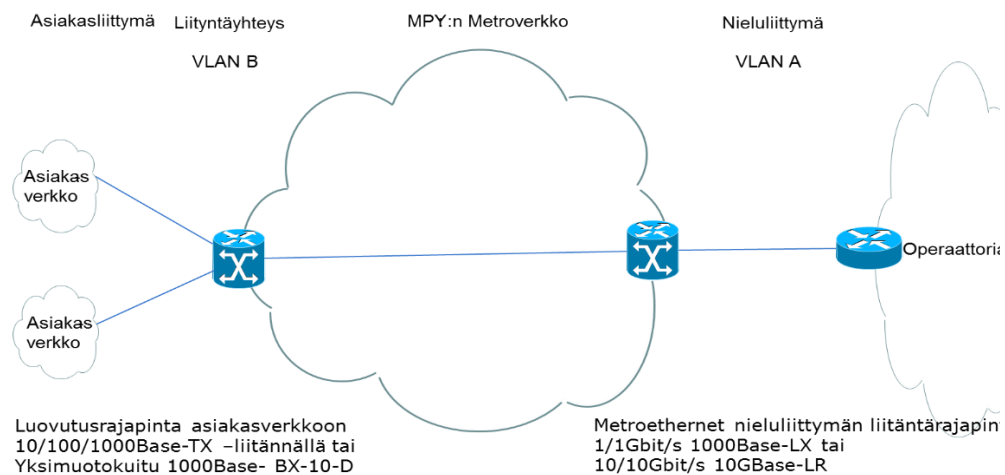 Asiakasliittymä
Liityntäyhteys
MPY:n Metroverkko
Nieluliittymä
VLAN B
VLAN A
Asiakas
verkko
Operaattoria
Asiakas
verkko
Luovutusrajapinta asiakasverkkoon
10/100/1000Base-TX –liitännällä tai
Yksimuotokuitu 1000Base- BX-10-D
Metroethernet nieluliittymän liitäntärajapint
1/1Gbit/s 1000Base-LX tai
10/10Gbit/s 10GBase-LR